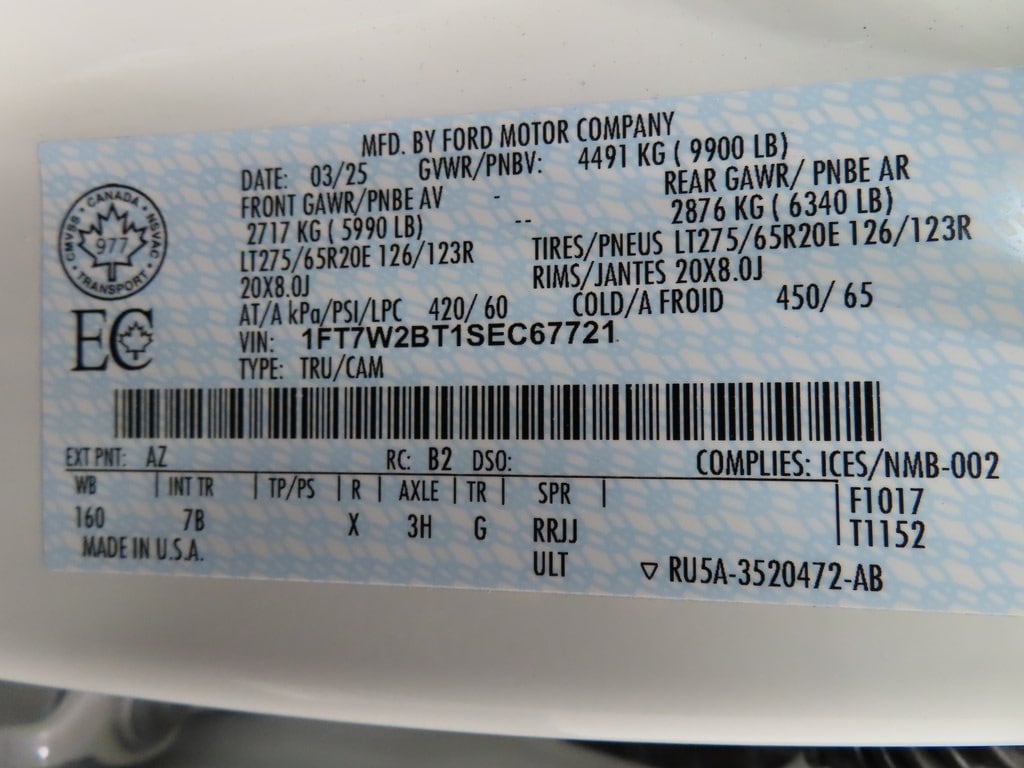 MFD. BY FORD MOTOR COMPANY
DATE: 03/25 GVWR/PNBV: 4491 KG ( 9900 LB)
FRONT GAWR/PNBE AV - REAR GAWR/ PNBE AR
2717 KG ( 5990 LB) -- 2876 KG ( 6340 LB)
LT275/65R20E 126/123R TIRES/PNEUS LT275/65R20E 126/123R
20X8.0J RIMS/JANTES 20X8.0J
AT/A kPa/PSI/LPC 420/ 60 COLD/A FROID 450/ 65
VIN: 1FT7W2BT1SEC67721
TYPE: TRU/CAM
CANADA · NSVAC · TRANSPORT · CMVSS
977
EC
EXT PNT: AZ RC: B2 DSO: COMPLIES: ICES/NMB-002
WB | INT TR | TP/PS | R | AXLE | TR | SPR | F1017
160 7B X 3H G RRJJ T1152
MADE IN U.S.A. ULT ▽ RU5A-3520472-AB